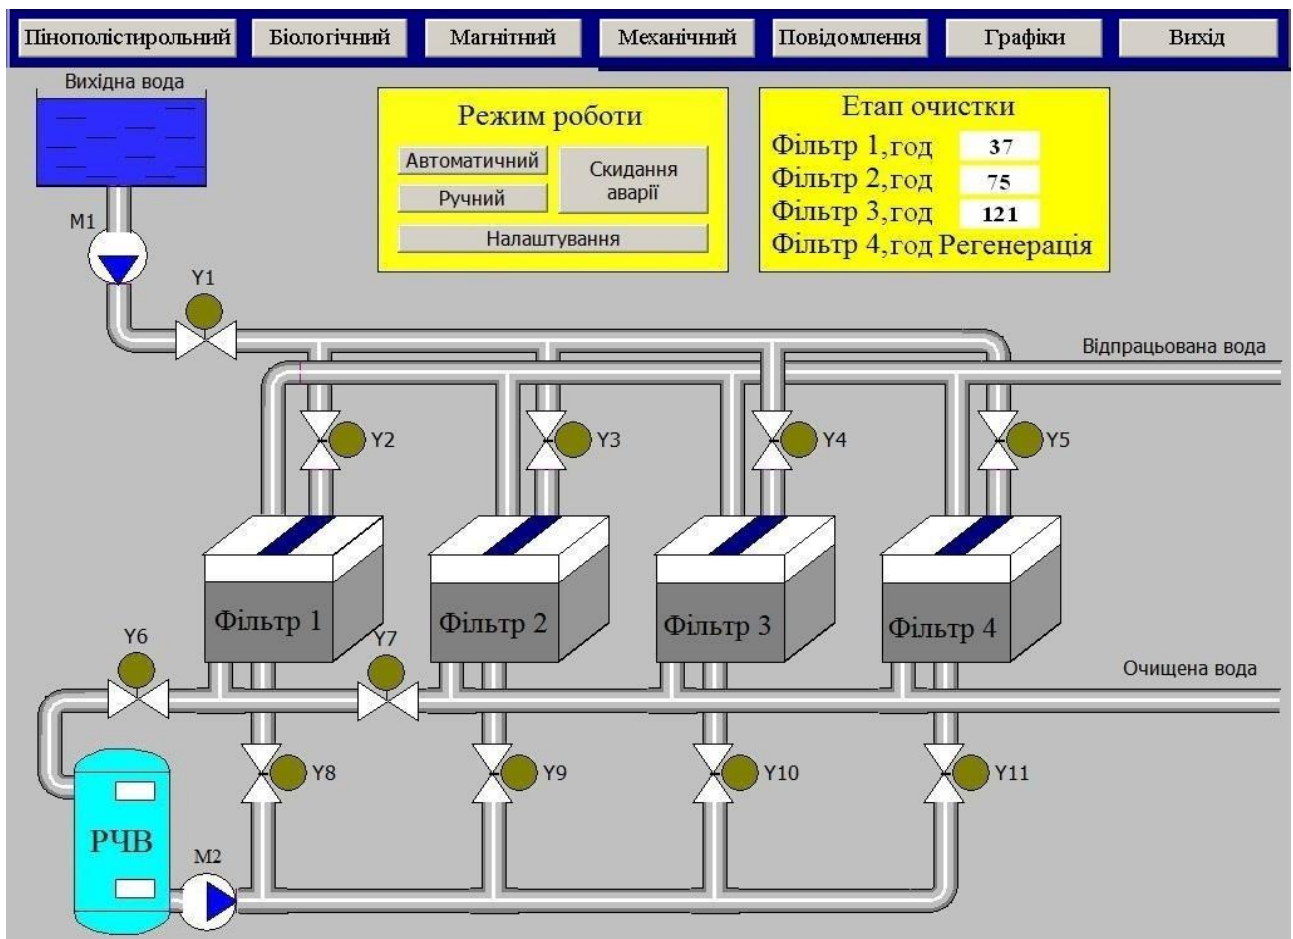 Пінополістирольний Біологічний Магнітний Механічний Повідомлення Графіки Вихід
Вихідна вода
Режим роботи
Автоматичний
Ручний
Скидання
аварії
Налаштування
Етап очистки
Фільтр 1, год 37
Фільтр 2, год 75
Фільтр 3, год 121
Фільтр 4, год Регенерація
M1
Y1
Відпрацьована вода
Y2
Y3
Y4
Y5
Фільтр 1
Фільтр 2
Фільтр 3
Фільтр 4
Y6
Y7
Очищена вода
Y8
Y9
Y10
Y11
РЧВ
M2